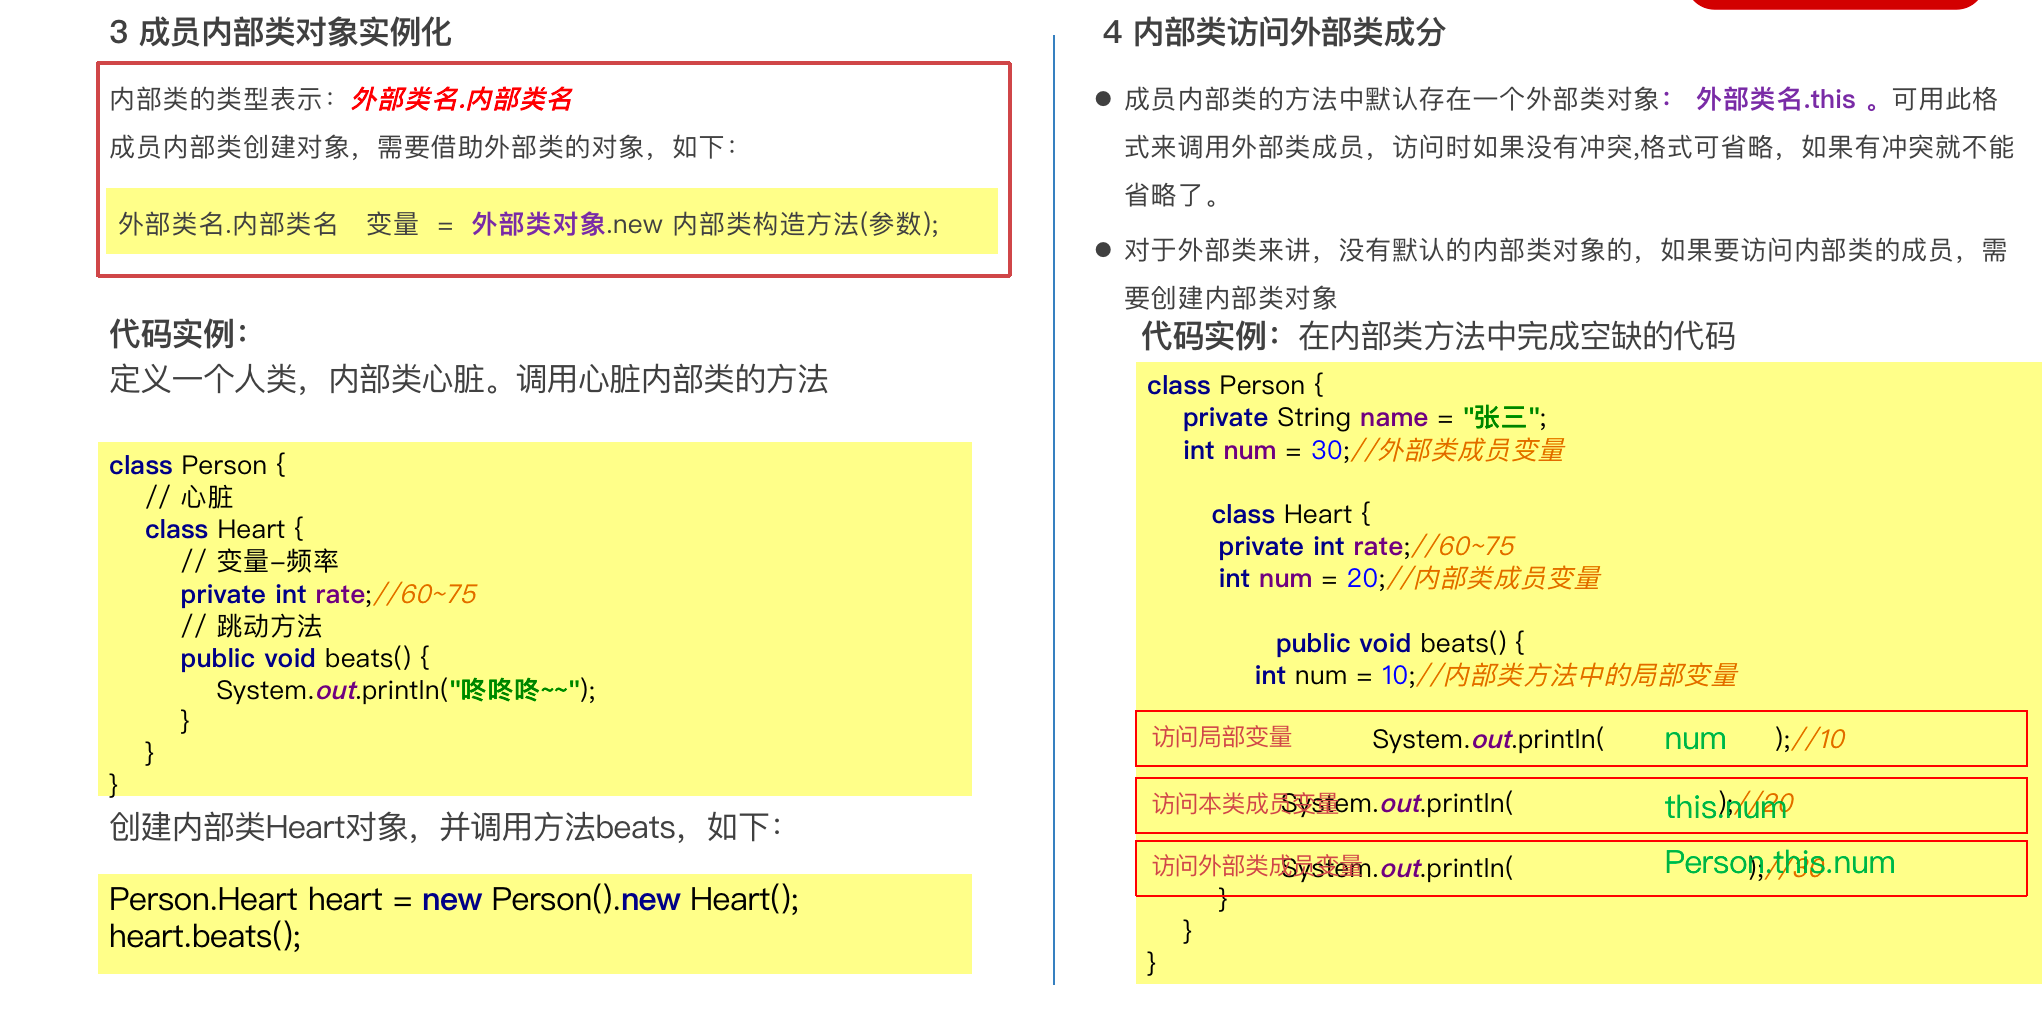 3 成员内部类对象实例化
内部类的类型表示：外部类名.内部类名
成员内部类创建对象，需要借助外部类的对象，如下：
外部类名.内部类名 变量 = 外部类对象.new 内部类构造方法(参数);
代码实例：
定义一个人类，内部类心脏。调用心脏内部类的方法
class Person {
// 心脏
class Heart {
// 变量-频率
private int rate;//60~75
// 跳动方法
public void beats() {
System.out.println("咚咚咚~~");
}
}
}
创建内部类Heart对象，并调用方法beats，如下：
Person.Heart heart = new Person().new Heart();
heart.beats();
4 内部类访问外部类成分
● 成员内部类的方法中默认存在一个外部类对象： 外部类名.this 。可用此格
式来调用外部类成员，访问时如果没有冲突,格式可省略，如果有冲突就不能
省略了。
● 对于外部类来讲，没有默认的内部类对象的，如果要访问内部类的成员，需
要创建内部类对象
代码实例：在内部类方法中完成空缺的代码
class Person {
private String name = "张三";
int num = 30;//外部类成员变量
class Heart {
private int rate;//60~75
int num = 20;//内部类成员变量
public void beats() {
int num = 10;//内部类方法中的局部变量
访问局部变量 System.out.println( num );//10
访问本类成员变量 System.out.println( this.num );//20
访问外部类成员变量 System.out.println( Person.this.num );//30
}
}
}